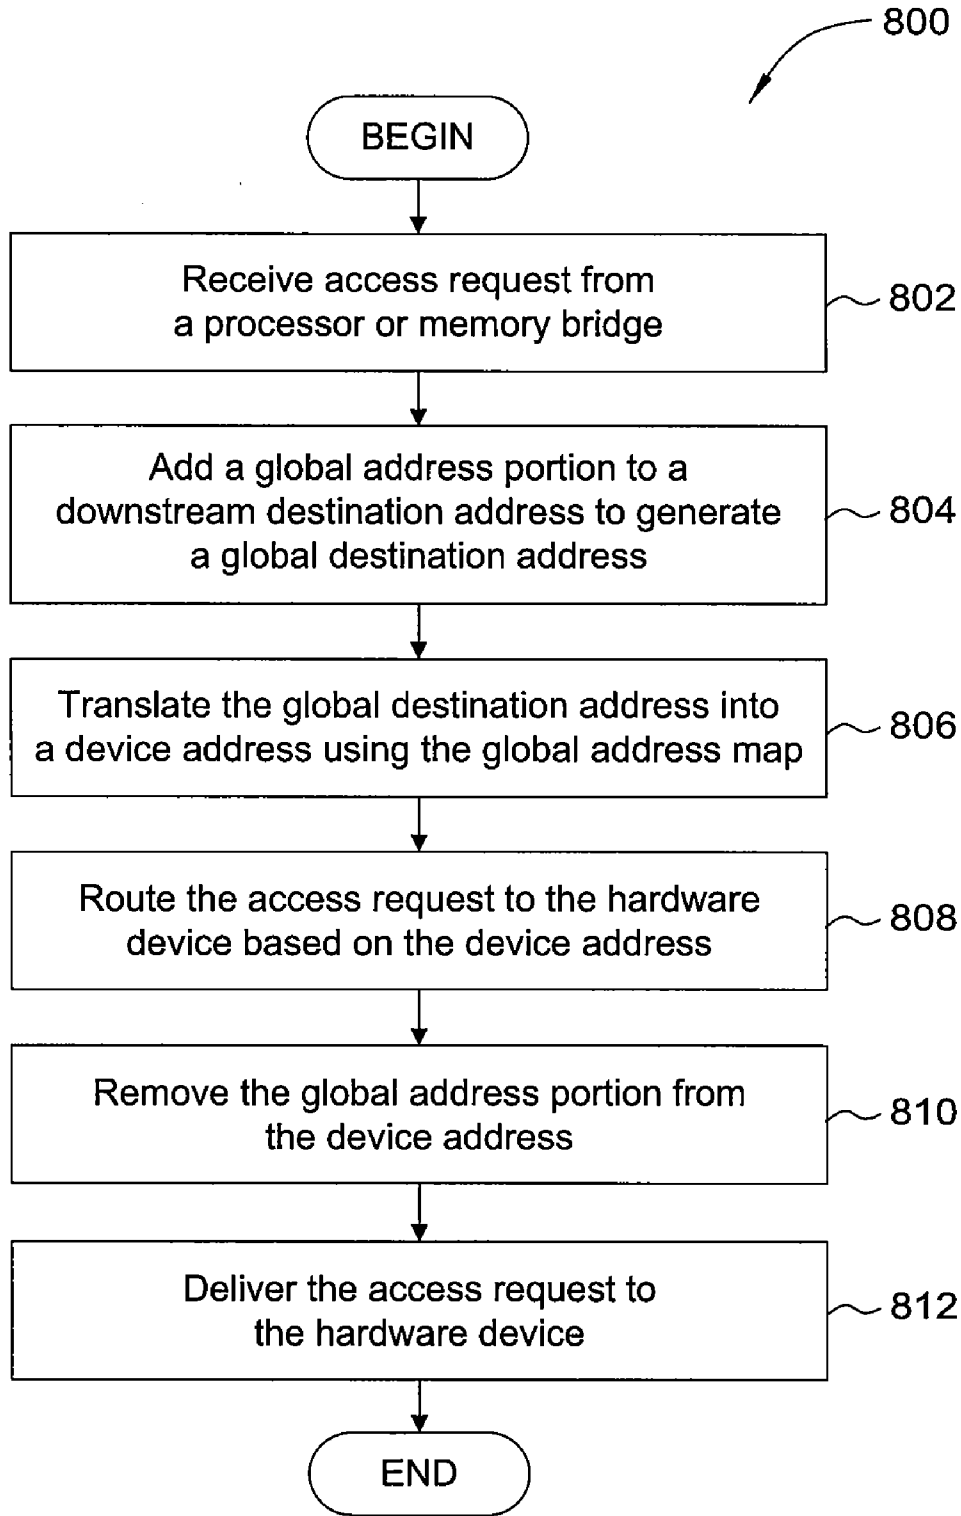 800
BEGIN
Receive access request from
a processor or memory bridge
802
Add a global address portion to a
downstream destination address to generate
a global destination address
804
Translate the global destination address into
a device address using the global address map
806
Route the access request to the hardware
device based on the device address
808
Remove the global address portion from
the device address
810
Deliver the access request to
the hardware device
812
END